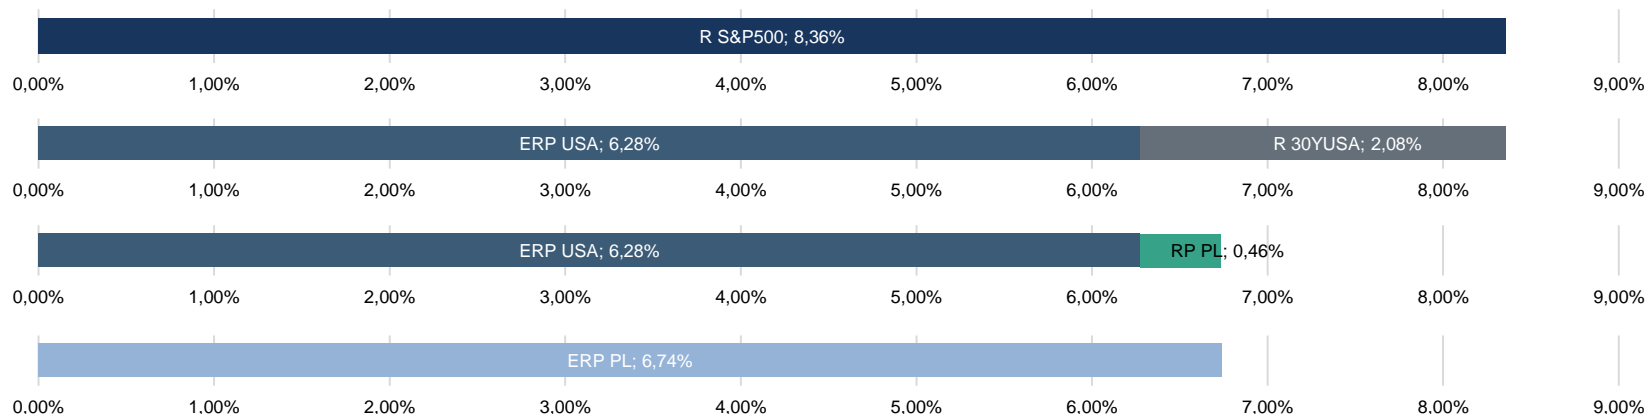 R S&P500; 8,36%
0,00% 1,00% 2,00% 3,00% 4,00% 5,00% 6,00% 7,00% 8,00% 9,00%
ERP USA; 6,28% R 30YUSA; 2,08%
0,00% 1,00% 2,00% 3,00% 4,00% 5,00% 6,00% 7,00% 8,00% 9,00%
ERP USA; 6,28% RP PL; 0,46%
0,00% 1,00% 2,00% 3,00% 4,00% 5,00% 6,00% 7,00% 8,00% 9,00%
ERP PL; 6,74%
0,00% 1,00% 2,00% 3,00% 4,00% 5,00% 6,00% 7,00% 8,00% 9,00%